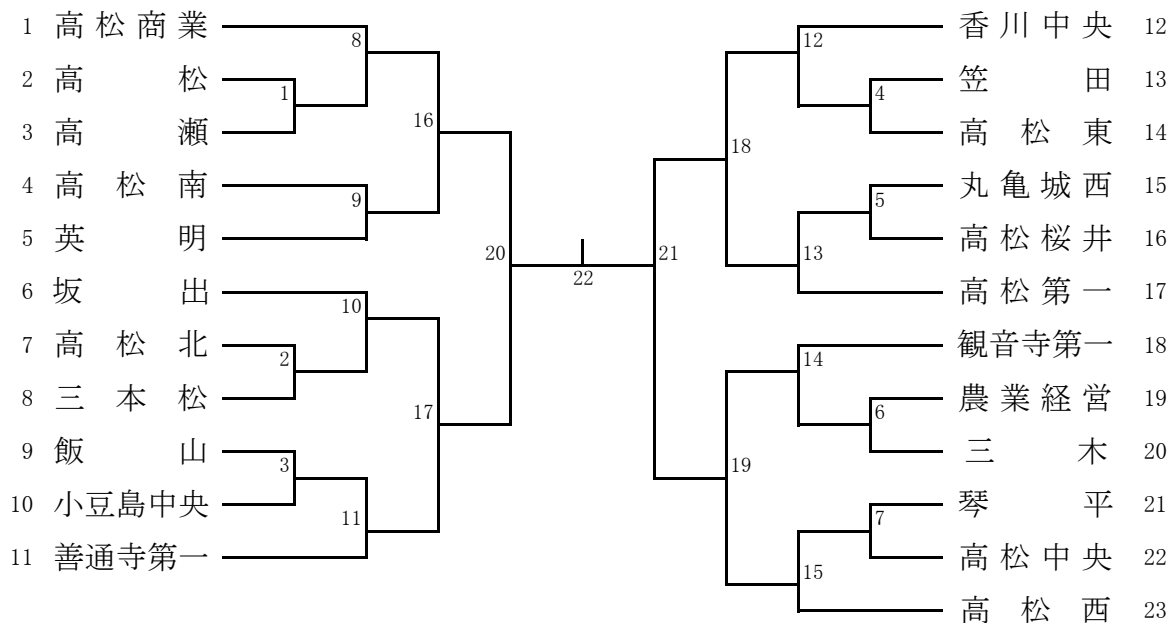 1 高松商業
2 高松
3 高瀬
4 高松南
5 英明
6 坂出
7 高松北
8 三本松
9 飯山
10 小豆島中央
11 善通寺第一
8
1
16
9
20
10
2
17
3
11
22
21
12
4
18
5
13
14
6
19
7
15
香川中央 12
笠田 13
高松東 14
丸亀城西 15
高松桜井 16
高松第一 17
観音寺第一 18
農業経営 19
三木 20
琴平 21
高松中央 22
高松西 23